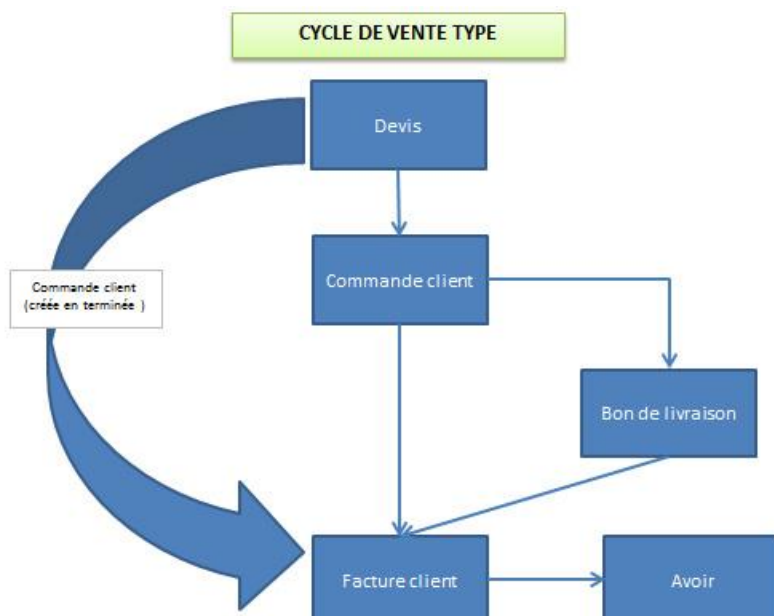 CYCLE DE VENTE TYPE
Devis
Commande client
Commande client
(créée en terminée )
Bon de livraison
Facture client
Avoir